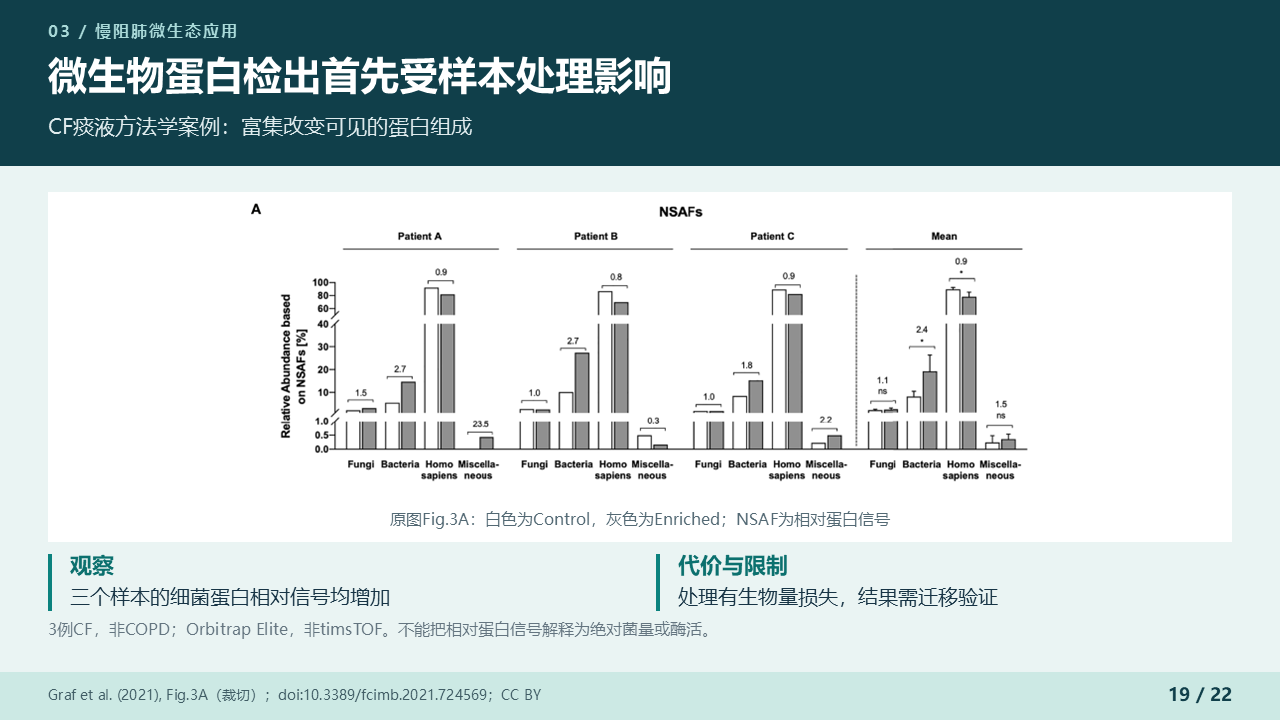 03 / 慢阻肺微生态应用
微生物蛋白检出首先受样本处理影响
CF痰液方法学案例：富集改变可见的蛋白组成
A
NSAFs
Patient A
Patient B
Patient C
Mean
Relative Abundance based
on NSAFs [%]
100
80
60
40
30
20
10
1.0
0.5
0.0
1.5
2.7
0.9
23.5
1.0
2.7
0.8
0.3
1.0
1.8
0.9
2.2
1.1
ns
2.4
*
0.9
*
1.5
ns
Fungi Bacteria Homo sapiens Miscella-neous
Fungi Bacteria Homo sapiens Miscella-neous
Fungi Bacteria Homo sapiens Miscella-neous
Fungi Bacteria Homo sapiens Miscella-neous
原图Fig.3A：白色为Control，灰色为Enriched；NSAF为相对蛋白信号
观察
三个样本的细菌蛋白相对信号均增加
代价与限制
处理有生物量损失，结果需迁移验证
3例CF，非COPD；Orbitrap Elite，非timsTOF。不能把相对蛋白信号解释为绝对菌量或酶活。
Graf et al. (2021), Fig.3A（裁切）；doi:10.3389/fcimb.2021.724569；CC BY
19 / 22